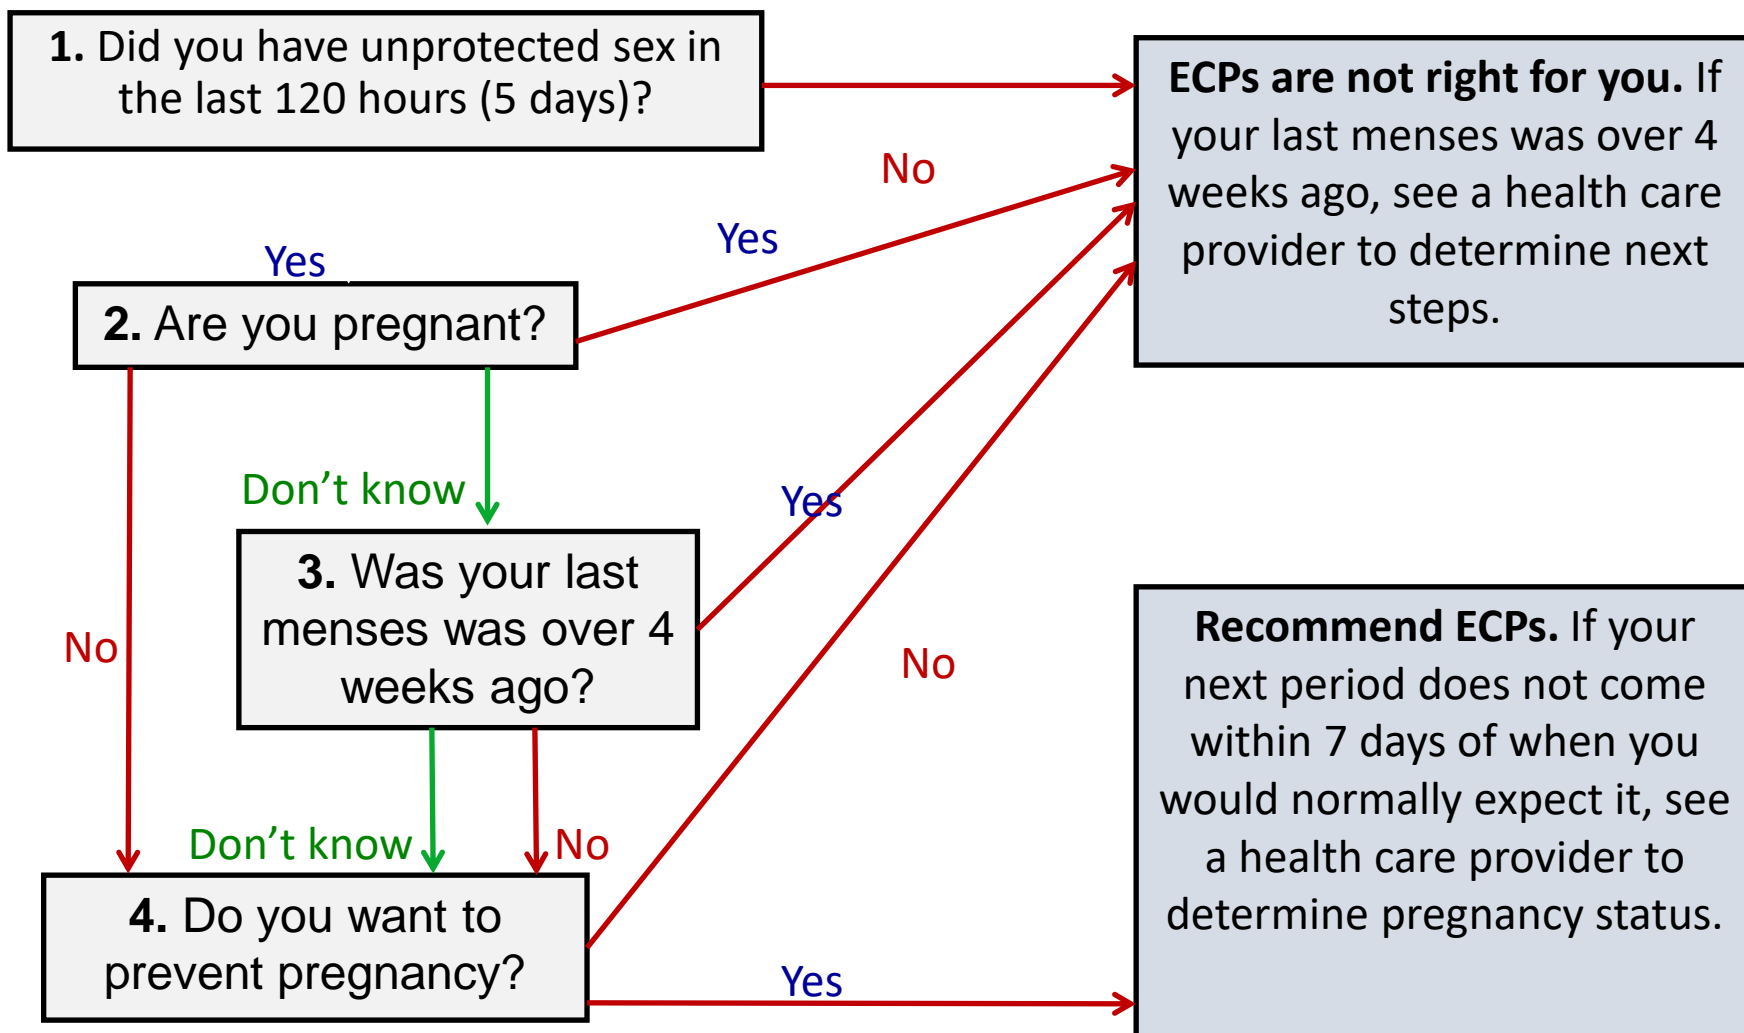 1. Did you have unprotected sex in
the last 120 hours (5 days)?
ECPs are not right for you. If
your last menses was over 4
weeks ago, see a health care
provider to determine next
steps.
No
Yes
Yes
2. Are you pregnant?
Don’t know
Yes
3. Was your last
menses was over 4
weeks ago?
No
No
Recommend ECPs. If your
next period does not come
within 7 days of when you
would normally expect it, see
a health care provider to
determine pregnancy status.
Don’t know
No
4. Do you want to
prevent pregnancy?
Yes